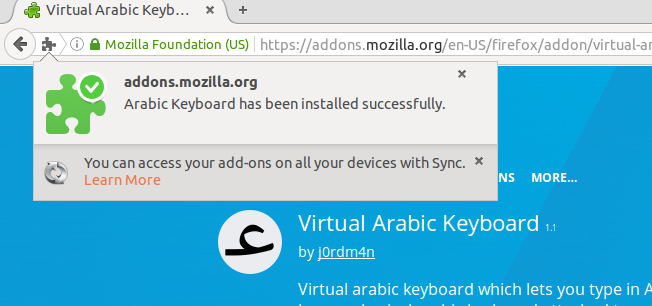 Virtual Arabic Keyb…
Mozilla Foundation (US)
https://addons.mozilla.org/en-US/firefox/addon/virtual-ar
addons.mozilla.org
Arabic Keyboard has been installed successfully.
You can access your add-ons on all your devices with Sync.
Learn More
NS MORE...
Virtual Arabic Keyboard 1.1
by j0rdm4n
Virtual arabic keyboard which lets you type in A